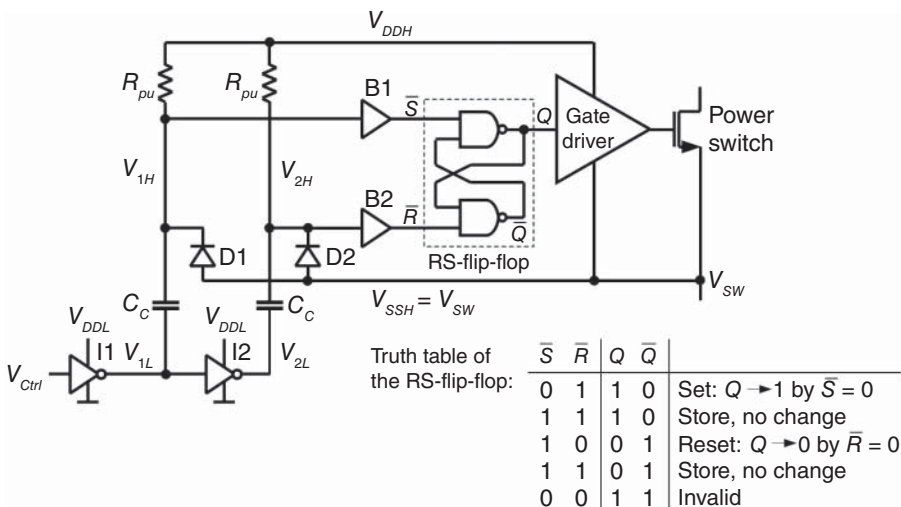 V_DDH
R_pu
R_pu
B1
S̅
Q
Gate driver
Power switch
V_1H
V_2H
B2
R̅
Q̅
D1
D2
RS-flip-flop
V_SW
V_SSH = V_SW
C_C
C_C
V_DDL
I1
V_1L
V_DDL
I2
V_2L
V_Ctrl
Truth table of the RS-flip-flop:
S̅ R̅ Q Q̅
0 1 1 0 Set: Q → 1 by S̅ = 0
1 1 1 0 Store, no change
1 0 0 1 Reset: Q → 0 by R̅ = 0
1 1 0 1 Store, no change
0 0 1 1 Invalid